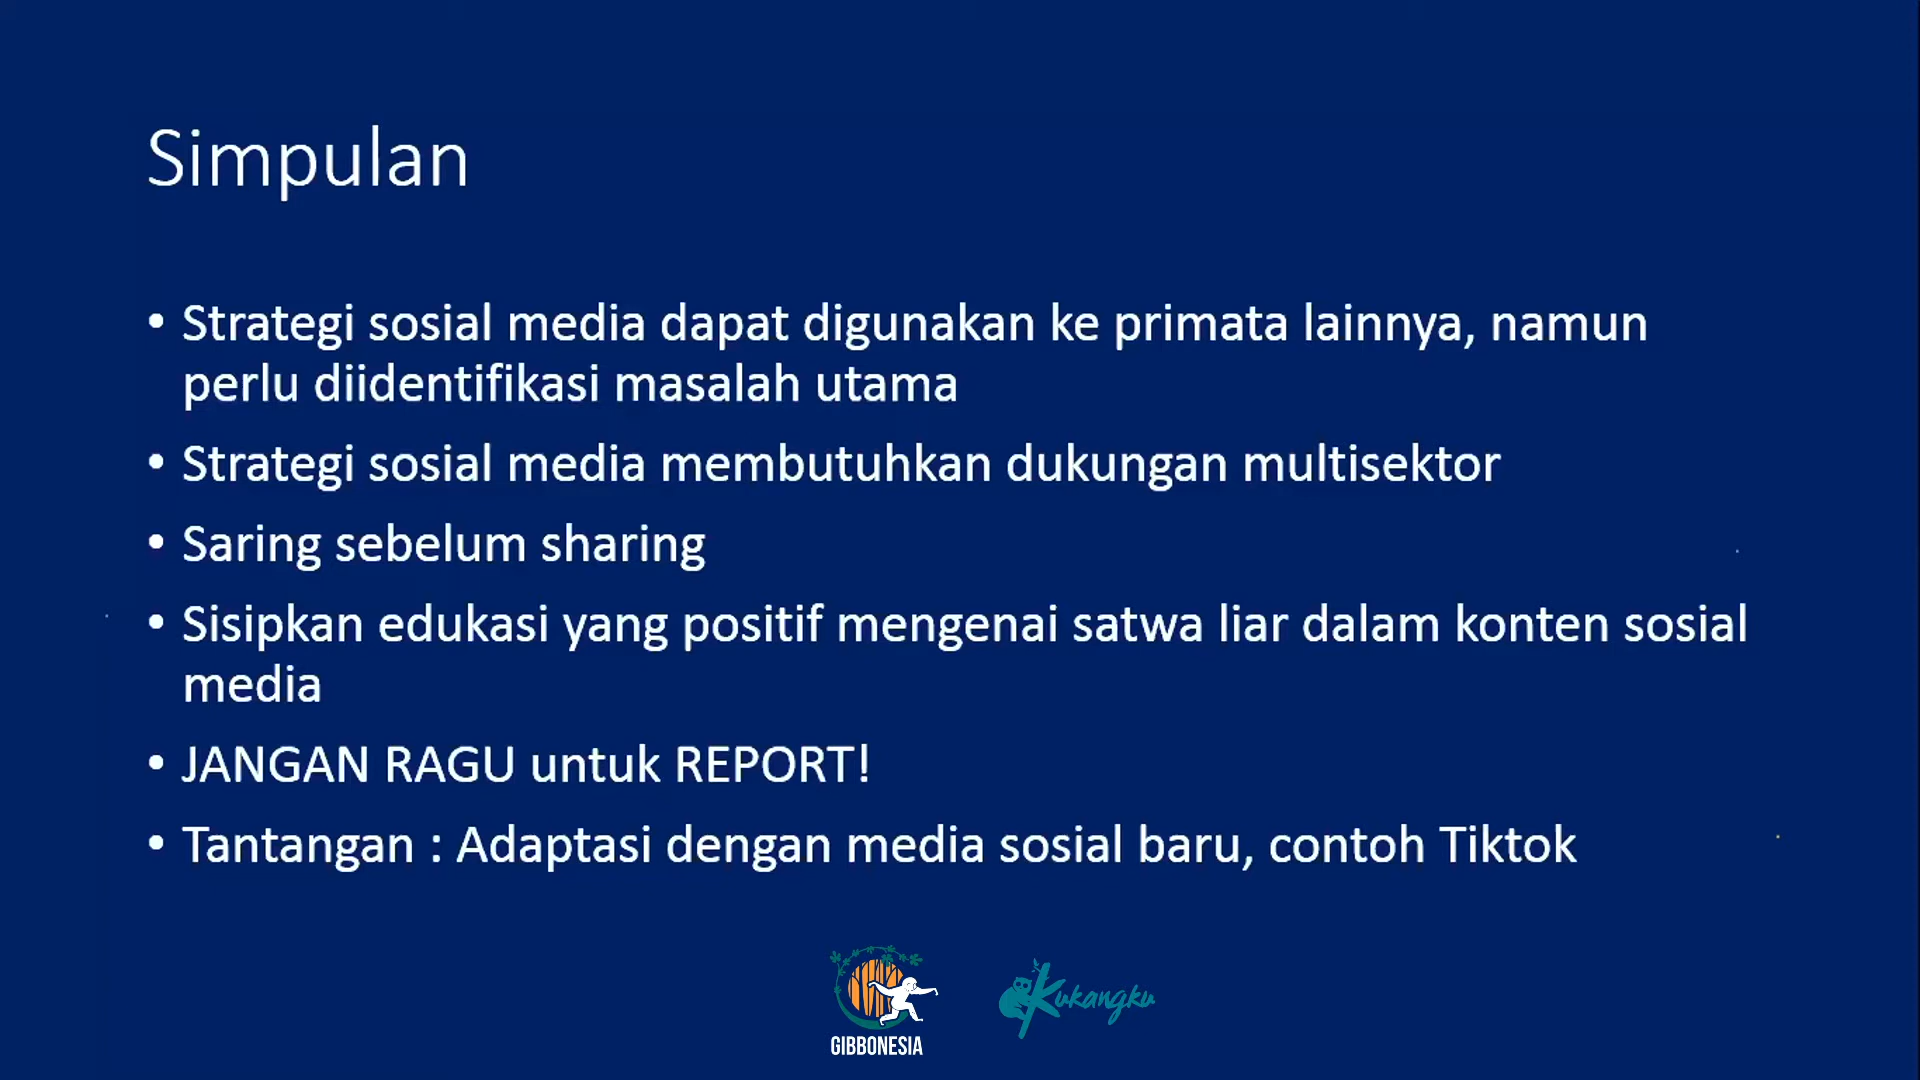 Simpulan
• Strategi sosial media dapat digunakan ke primata lainnya, namun
perlu diidentifikasi masalah utama
• Strategi sosial media membutuhkan dukungan multisektor
• Saring sebelum sharing
• Sisipkan edukasi yang positif mengenai satwa liar dalam konten sosial
media
• JANGAN RAGU untuk REPORT!
• Tantangan : Adaptasi dengan media sosial baru, contoh Tiktok
GIBBONESIA
Kukangku